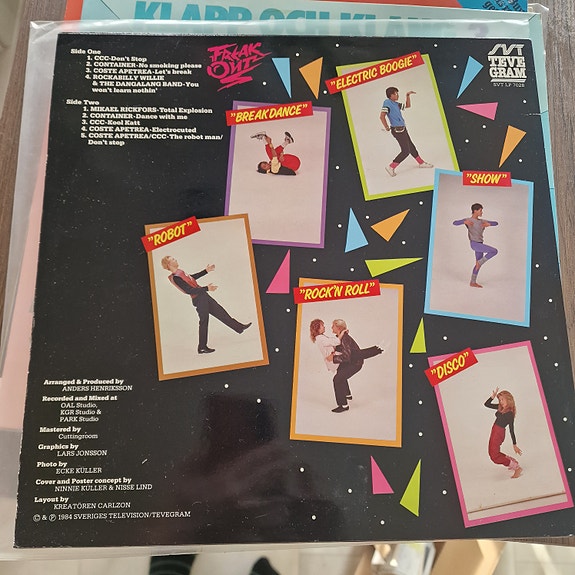 KLAPP OCH KLA
Side One
1. CCC-Don't Stop
2. CONTAINER-No smoking please
3. COSTE APETREA-Let's break
4. ROCKABILLY WILLIE
& THE DANGALANG BAND-You
won't learn nothin'
Side Two
1. MIKAEL RICKFORS-Total Explosion
2. CONTAINER-Dance with me
3. CCC-Kool Katt
4. COSTE APETREA-Electrocuted
5. COSTE APETREA/CCC-The robot man/
Don't stop
FREAK
OUT
SVT
TEVE
GRAM
SVT LP 7028
"BREAKDANCE"
"ELECTRIC BOOGIE"
"SHOW"
"ROBOT"
"ROCK'N ROLL"
"DISCO"
Arranged & Produced by
ANDERS HENRIKSSON
Recorded and Mixed at
OAL Studio,
KGR Studio &
PARK Studio
Mastered by
Cuttingroom
Graphics by
LARS JONSSON
Photo by
ECKE KÜLLER
Cover and Poster concept by
NINNIE KÜLLER & NISSE LIND
Layout by
KREATÖREN CARLZON
© & ℗ 1984 SVERIGES TELEVISION/TEVEGRAM